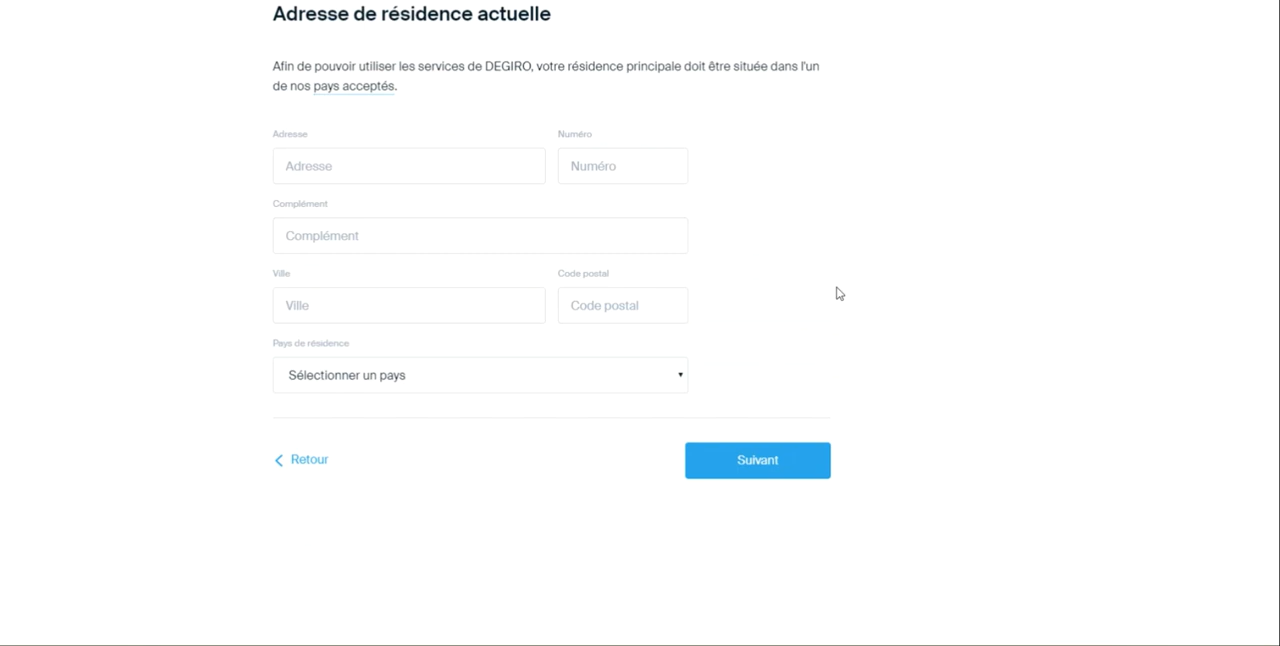 Adresse de résidence actuelle
Afin de pouvoir utiliser les services de DEGIRO, votre résidence principale doit être située dans l'un
de nos pays acceptés.
Adresse
Numéro
Adresse
Numéro
Complément
Complément
Ville
Code postal
Ville
Code postal
Pays de résidence
Sélectionner un pays
Retour
Suivant